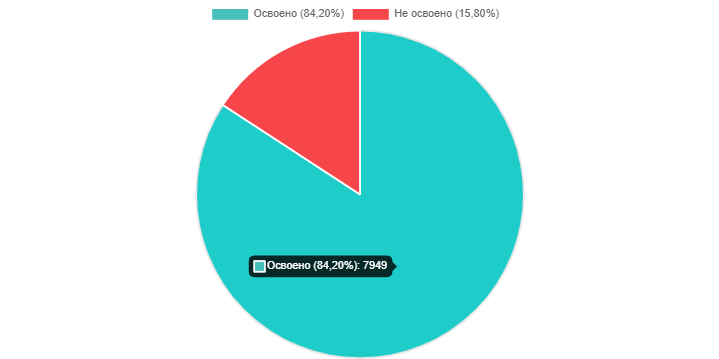 Освоено (84,20%) Не освоено (15,80%)
Освоено (84,20%): 7949